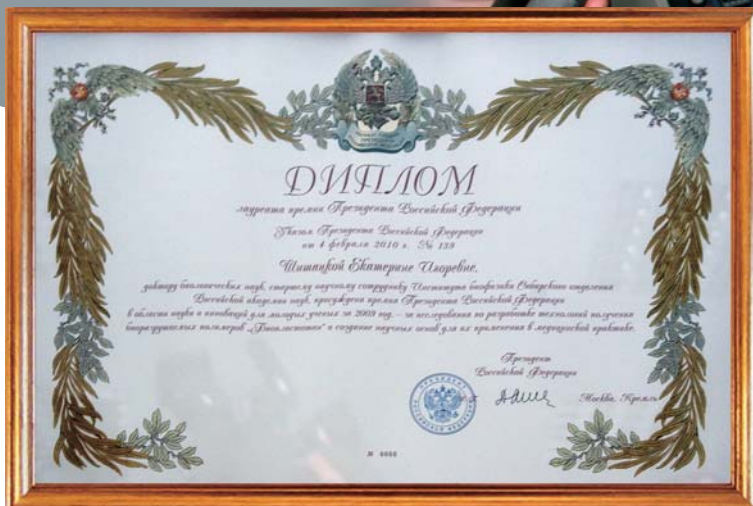 ДИПЛОМ
лауреата премии Президента Российской Федерации
Указом Президента Российской Федерации
от 4 февраля 2010 г. № 139
Шишацкой Екатерине Игоревне,
доктору биологических наук, старшему научному сотруднику Института биофизики Сибирского отделения
Российской академии наук, присуждена премия Президента Российской Федерации
в области науки и инноваций для молодых ученых за 2009 год – за исследования по разработке технологий получения
биоразрушаемых полимеров «Биопластотан» и создание научных основ для их применения в медицинской практике.
Президент
Российской Федерации
Москва, Кремль
№